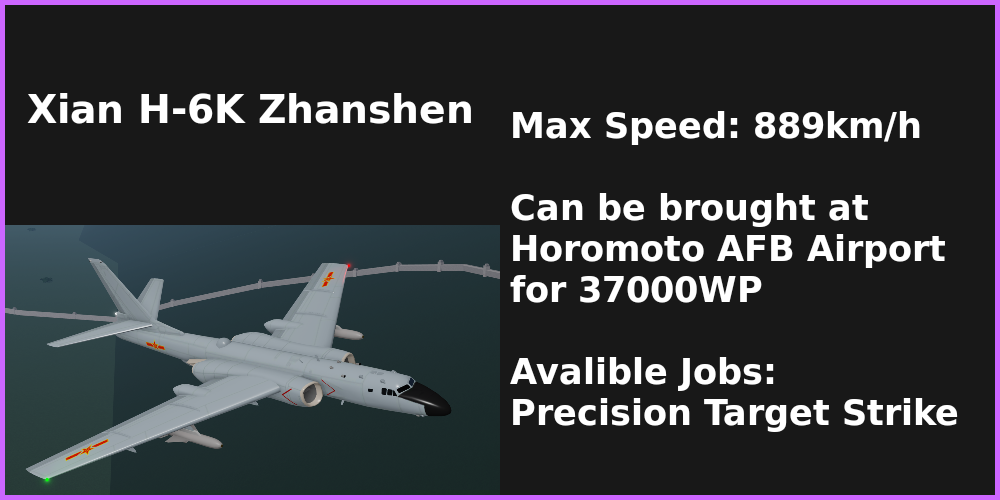 Xian H-6K Zhanshen
Max Speed: 889km/h
Can be brought at
Horomoto AFB Airport
for 37000WP
Avalible Jobs:
Precision Target Strike